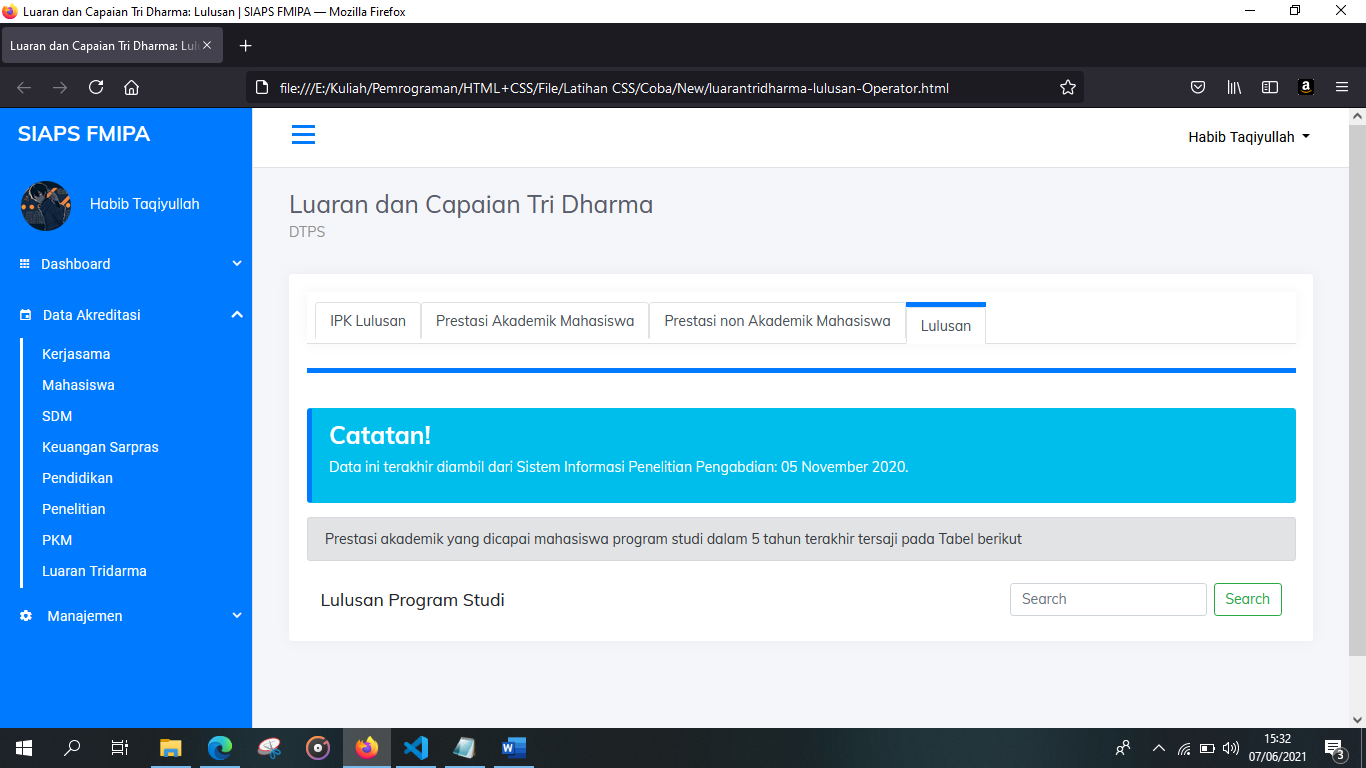 Luaran dan Capaian Tri Dharma: Lulusan | SIAPS FMIPA — Mozilla Firefox
Luaran dan Capaian Tri Dharma: Lul
file:///E:/Kuliah/Pemrograman/HTML+CSS/File/Latihan CSS/Coba/New/luarantridharma-lulusan-Operator.html
SIAPS FMIPA
Habib Taqiyullah
Habib Taqiyullah
Dashboard
Data Akreditasi
Kerjasama
Mahasiswa
SDM
Keuangan Sarpras
Pendidikan
Penelitian
PKM
Luaran Tridarma
Manajemen
Luaran dan Capaian Tri Dharma
DTPS
IPK Lulusan
Prestasi Akademik Mahasiswa
Prestasi non Akademik Mahasiswa
Lulusan
Catatan!
Data ini terakhir diambil dari Sistem Informasi Penelitian Pengabdian: 05 November 2020.
Prestasi akademik yang dicapai mahasiswa program studi dalam 5 tahun terakhir tersaji pada Tabel berikut
Lulusan Program Studi
Search
Search
15:32
07/06/2021
3